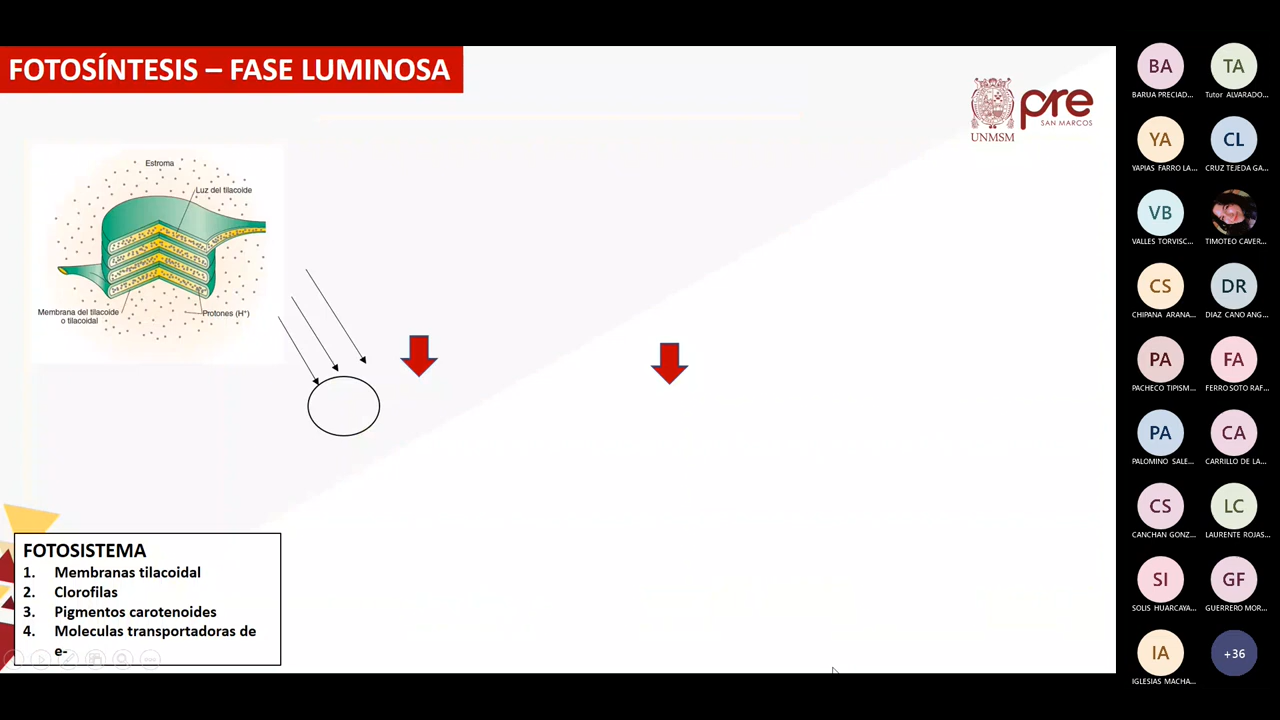 FOTOSÍNTESIS – FASE LUMINOSA
UNMSM
pre
SAN MARCOS
Estroma
Luz del tilacoide
Membrana del tilacoide
o tilacoidal
Protones (H⁺)
FOTOSISTEMA
1. Membranas tilacoidal
2. Clorofilas
3. Pigmentos carotenoides
4. Moleculas transportadoras de
e-
BA
BARUA PRECIAD...
TA
Tutor ALVARADO...
YA
YAPIAS FARRO LA...
CL
CRUZ TEJEDA GA...
VB
VALLES TORVISC...
TIMOTEO CAVER...
CS
CHIPANA ARANA...
DR
DIAZ CANO ANG...
PA
PACHECO TIPISM...
FA
FERRO SOTO RAF...
PA
PALOMINO SALE...
CA
CARRILLO DE LA...
CS
CANCHAN GONZ...
LC
LAURENTE ROJAS...
SI
SOLIS HUARCAYA...
GF
GUERRERO MOR...
IA
IGLESIAS MACHA...
+36